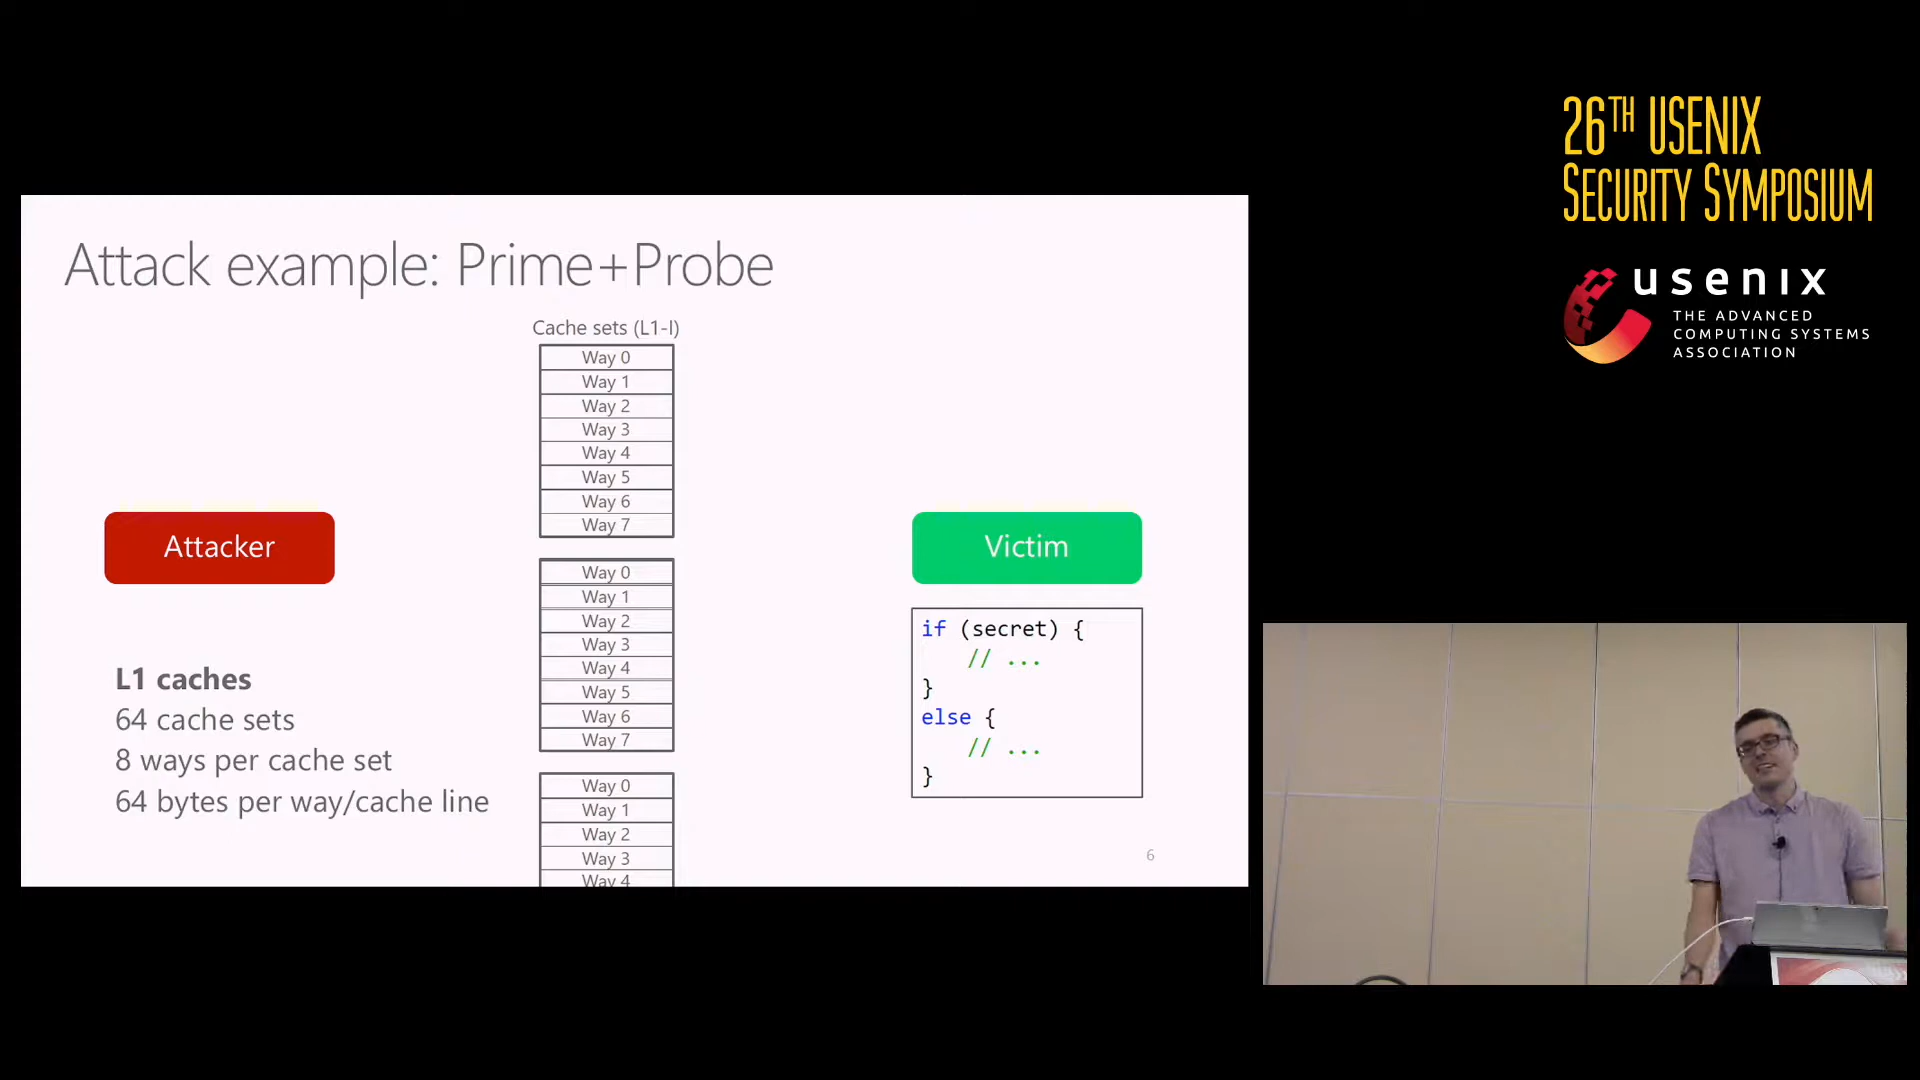 26TH USENIX
SECURITY SYMPOSIUM
usenix
THE ADVANCED
COMPUTING SYSTEMS
ASSOCIATION
Attack example: Prime+Probe
Cache sets (L1-I)
Way 0
Way 1
Way 2
Way 3
Way 4
Way 5
Way 6
Way 7
Way 0
Way 1
Way 2
Way 3
Way 4
Way 5
Way 6
Way 7
Way 0
Way 1
Way 2
Way 3
Way 4
Attacker
L1 caches
64 cache sets
8 ways per cache set
64 bytes per way/cache line
Victim
if (secret) {
// ...
}
else {
// ...
}
6